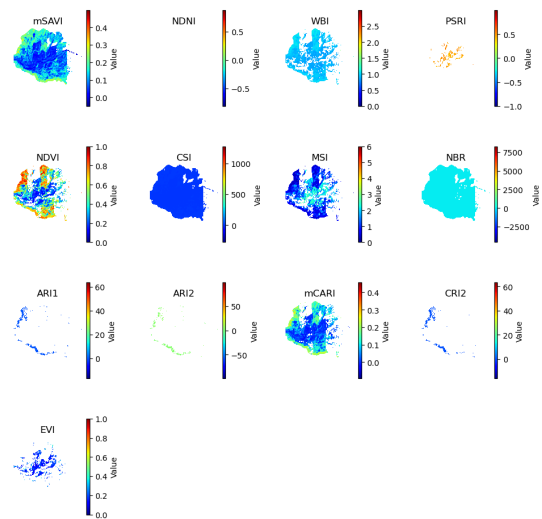 mSAVI
0.4
0.3
0.2
0.1
0.0
Value
NDNI
0.5
0.0
−0.5
Value
WBI
2.5
2.0
1.5
1.0
0.5
0.0
Value
PSRI
0.5
0.0
−0.5
−1.0
Value
NDVI
1.0
0.8
0.6
0.4
0.2
0.0
Value
CSI
1000
500
0
Value
MSI
6
5
4
3
2
1
0
Value
NBR
7500
5000
2500
0
−2500
Value
ARI1
60
40
20
0
Value
ARI2
50
0
−50
Value
mCARI
0.4
0.3
0.2
0.1
0.0
Value
CRI2
60
40
20
0
Value
EVI
1.0
0.8
0.6
0.4
0.2
0.0
Value